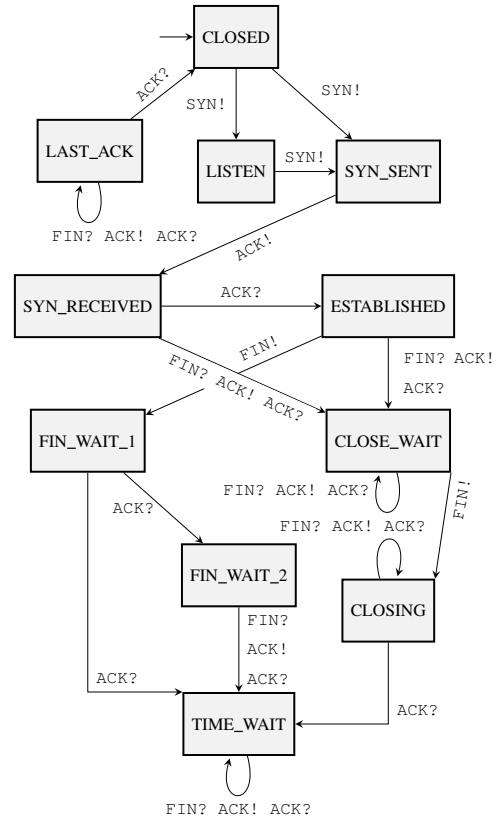 CLOSED
ACK?
SYN!
SYN!
LAST_ACK
LISTEN
SYN!
SYN_SENT
FIN? ACK! ACK?
ACK!
SYN_RECEIVED
ACK?
ESTABLISHED
FIN!
FIN? ACK! ACK?
FIN? ACK!
ACK?
FIN_WAIT_1
CLOSE_WAIT
ACK?
FIN? ACK! ACK?
FIN!
FIN? ACK! ACK?
FIN_WAIT_2
CLOSING
FIN?
ACK!
ACK?
ACK?
ACK?
TIME_WAIT
FIN? ACK! ACK?